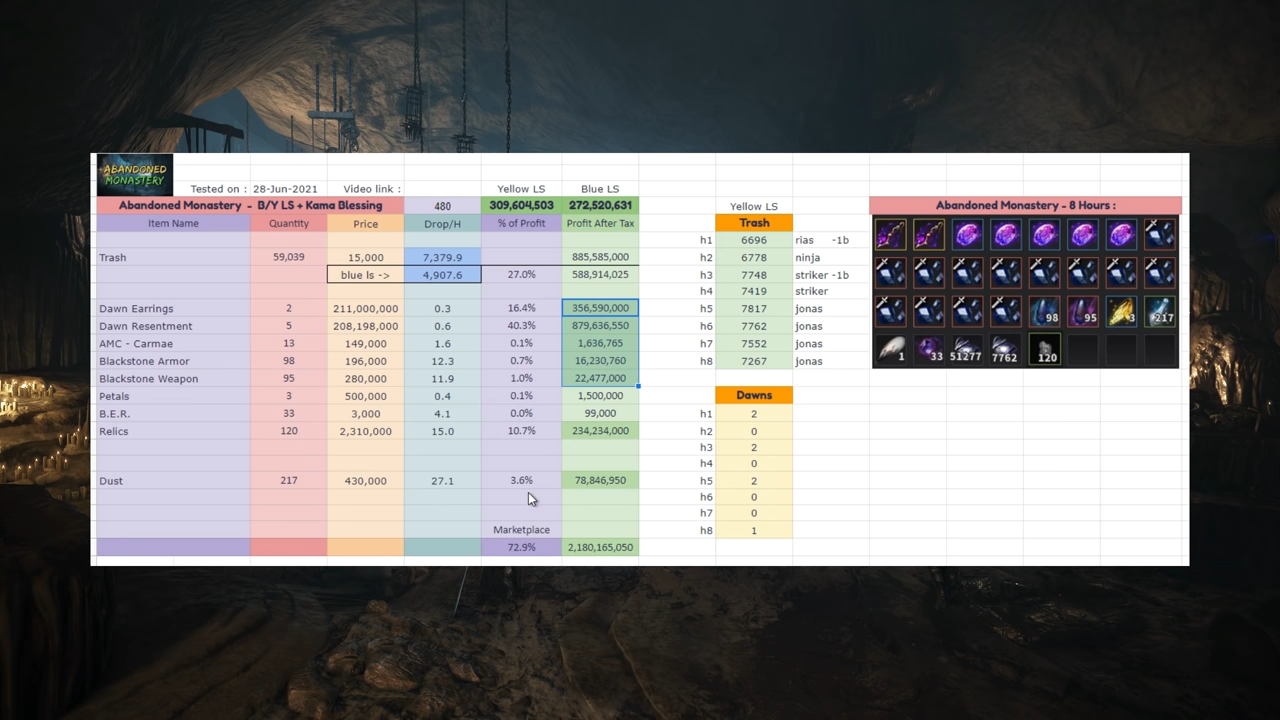 ABANDONED
MONASTERY
Tested on : 28-Jun-2021 Video link : Yellow LS Blue LS
Abandoned Monastery - B/Y LS + Kama Blessing 480 309,604,503 272,520,631 Yellow LS Abandoned Monastery - 8 Hours :
Item Name Quantity Price Drop/H % of Profit Profit After Tax Trash
h1 6696 rias -1b
Trash 59,039 15,000 7,379.9 885,585,000 h2 6778 ninja
blue ls -> 4,907.6 27.0% 588,914,025 h3 7748 striker -1b
h4 7419 striker
Dawn Earrings 2 211,000,000 0.3 16.4% 356,590,000 h5 7817 jonas
Dawn Resentment 5 208,198,000 0.6 40.3% 879,636,550 h6 7762 jonas
AMC - Carmae 13 149,000 1.6 0.1% 1,636,765 h7 7552 jonas
Blackstone Armor 98 196,000 12.3 0.7% 16,230,760 h8 7267 jonas
Blackstone Weapon 95 280,000 11.9 1.0% 22,477,000
Petals 3 500,000 0.4 0.1% 1,500,000 Dawns
B.E.R. 33 3,000 4.1 0.0% 99,000 h1 2
Relics 120 2,310,000 15.0 10.7% 234,234,000 h2 0
h3 2
h4 0
Dust 217 430,000 27.1 3.6% 78,846,950 h5 2
h6 0
h7 0
Marketplace h8 1
72.9% 2,180,165,050
98 95 3 217
1 33 51277 7762 120